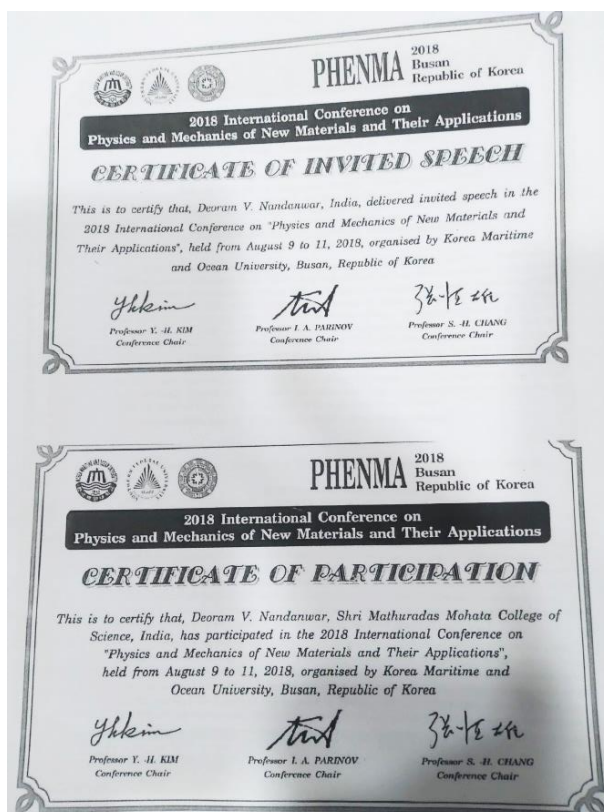 PHENMA 2018
Busan
Republic of Korea
2018 International Conference on
Physics and Mechanics of New Materials and Their Applications
CERTIFICATE OF INVITED SPEECH
This is to certify that, Deoram V. Nandanwar, India, delivered invited speech in the
2018 International Conference on "Physics and Mechanics of New Materials and
Their Applications", held from August 9 to 11, 2018, organised by Korea Maritime
and Ocean University, Busan, Republic of Korea
Professor Y. -H. KIM
Conference Chair
Professor I. A. PARINOV
Conference Chair
Professor S. -H. CHANG
Conference Chair
PHENMA 2018
Busan
Republic of Korea
2018 International Conference on
Physics and Mechanics of New Materials and Their Applications
CERTIFICATE OF PARTICIPATION
This is to certify that, Deoram V. Nandanwar, Shri Mathuradas Mohata College of
Science, India, has participated in the 2018 International Conference on
"Physics and Mechanics of New Materials and Their Applications",
held from August 9 to 11, 2018, organised by Korea Maritime and
Ocean University, Busan, Republic of Korea
Professor Y. -H. KIM
Conference Chair
Professor I. A. PARINOV
Conference Chair
Professor S. -H. CHANG
Conference Chair